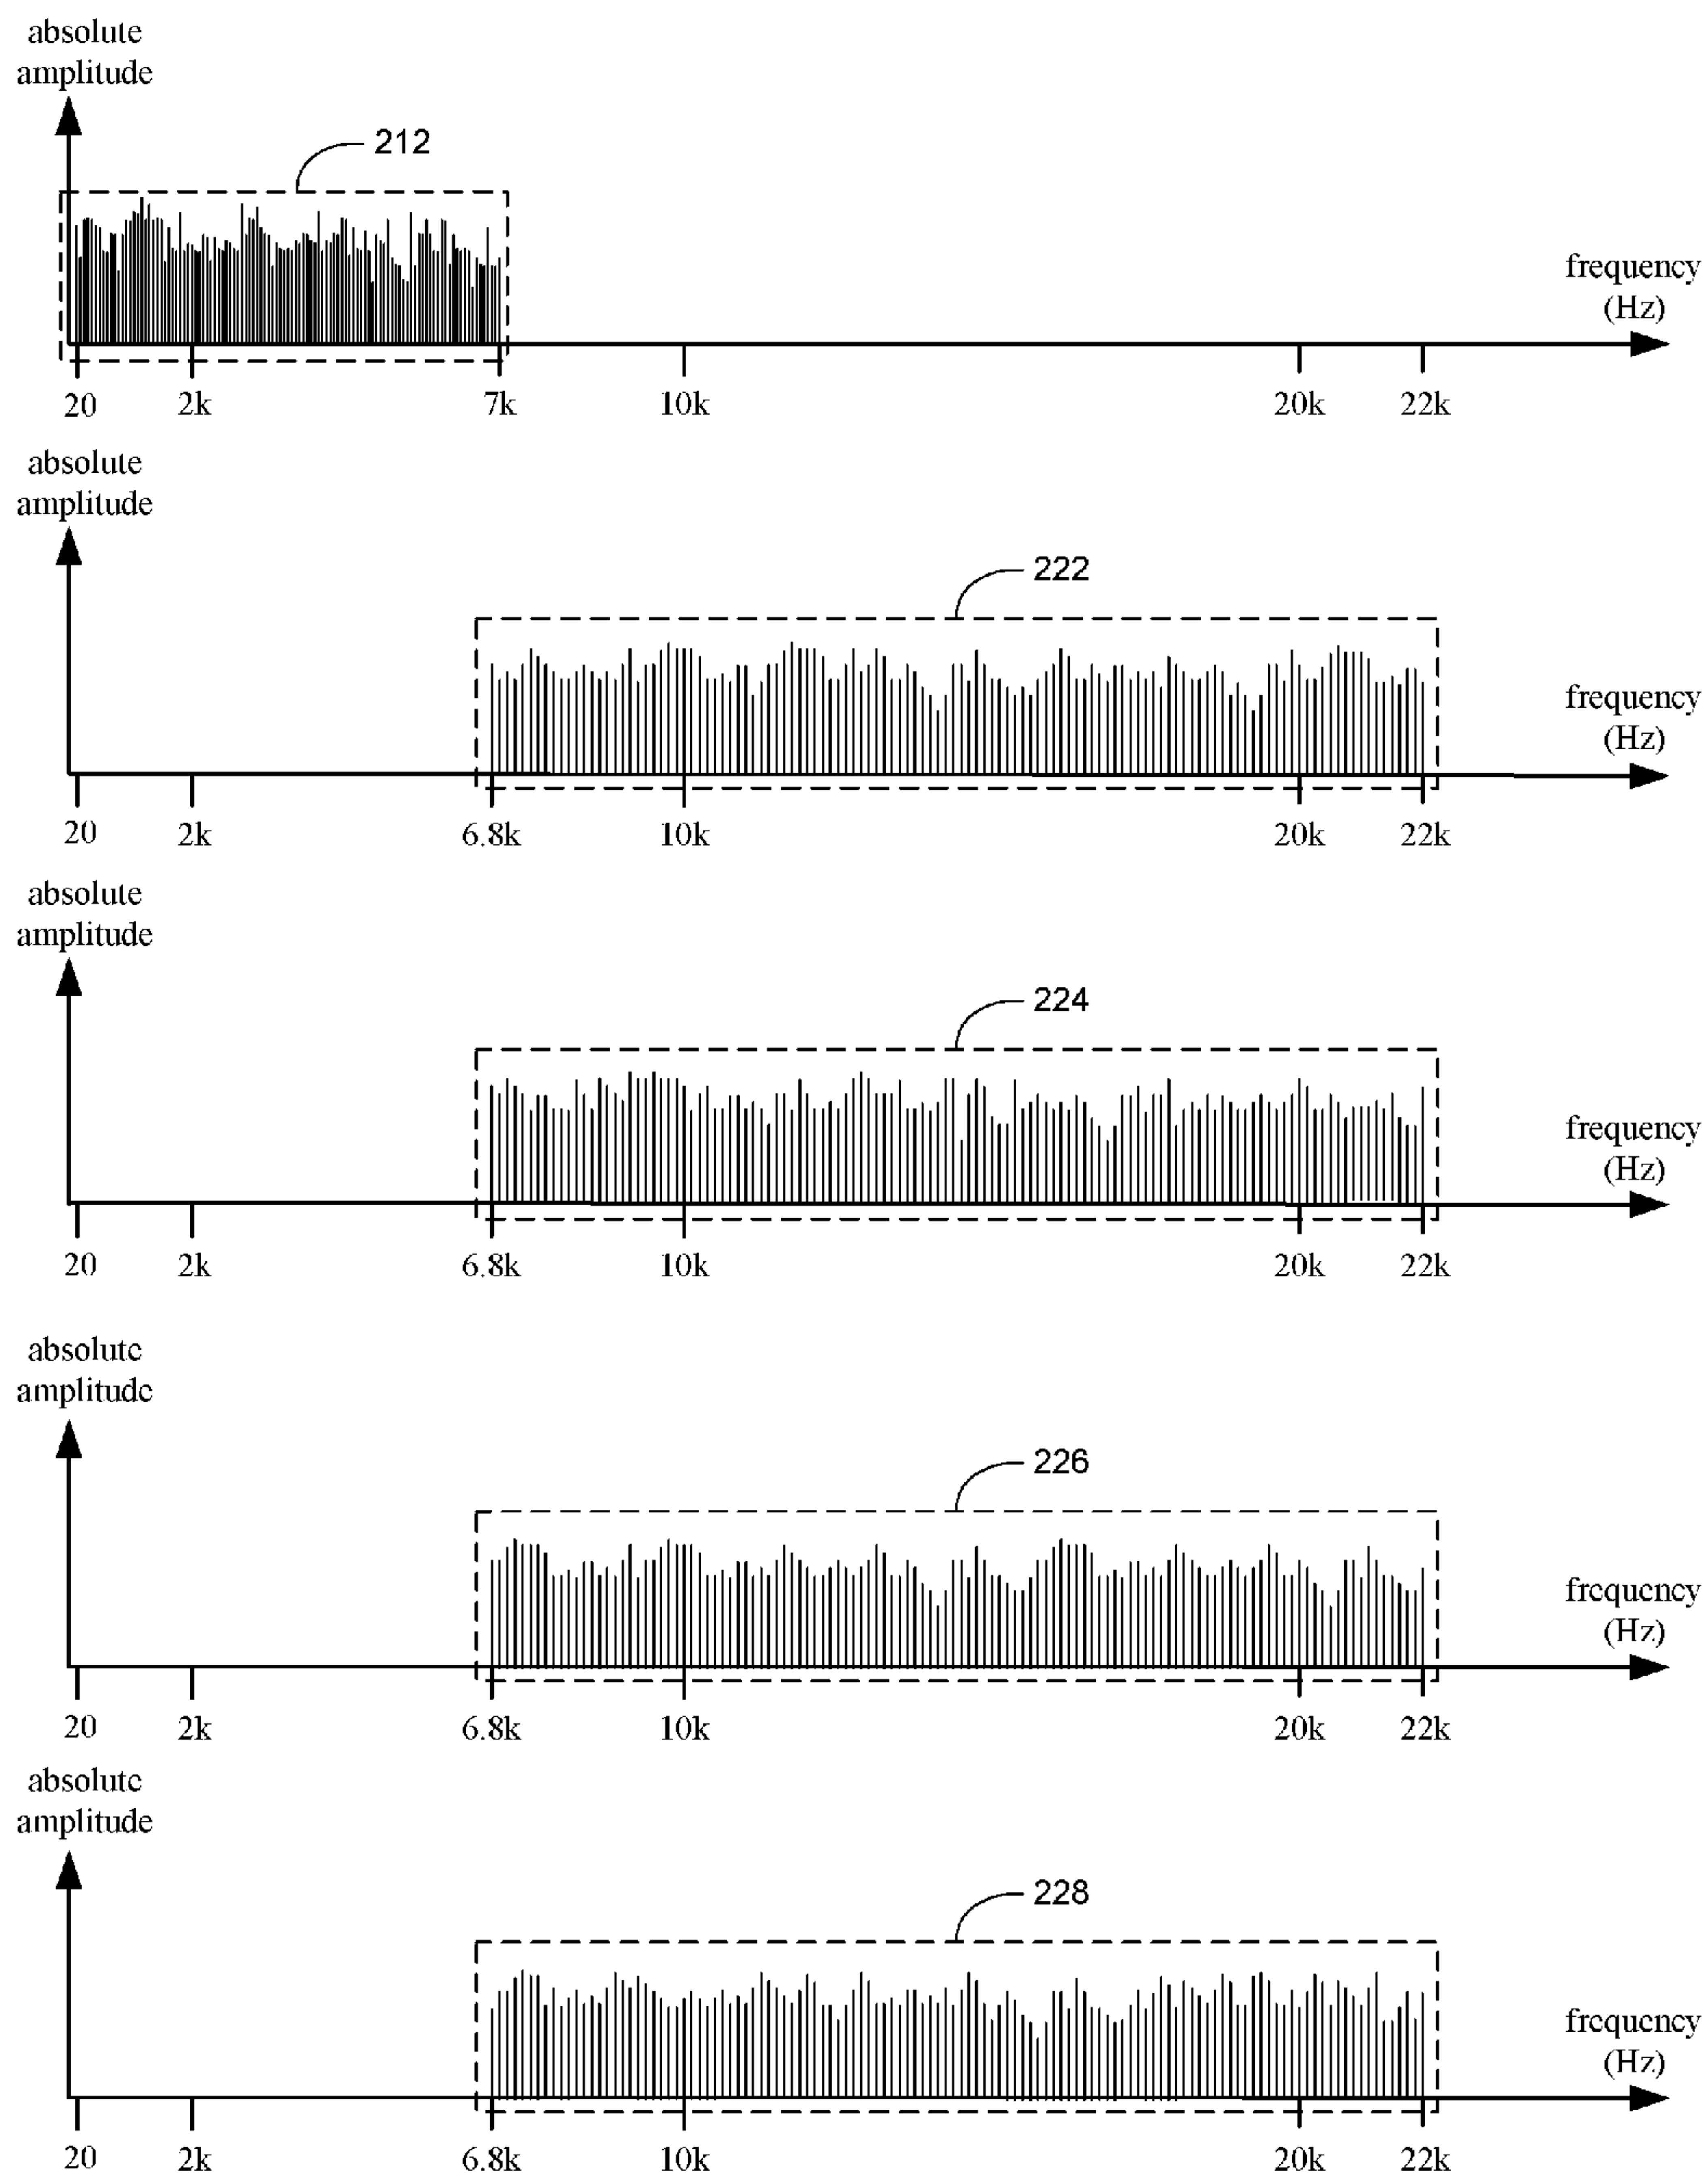 absolute
amplitude
212
frequency
(Hz)
20 2k 7k 10k 20k 22k
absolute
amplitude
222
frequency
(Hz)
20 2k 6.8k 10k 20k 22k
absolute
amplitude
224
frequency
(Hz)
20 2k 6.8k 10k 20k 22k
absolute
amplitude
226
frequency
(Hz)
20 2k 6.8k 10k 20k 22k
absolute
amplitude
228
frequency
(Hz)
20 2k 6.8k 10k 20k 22k